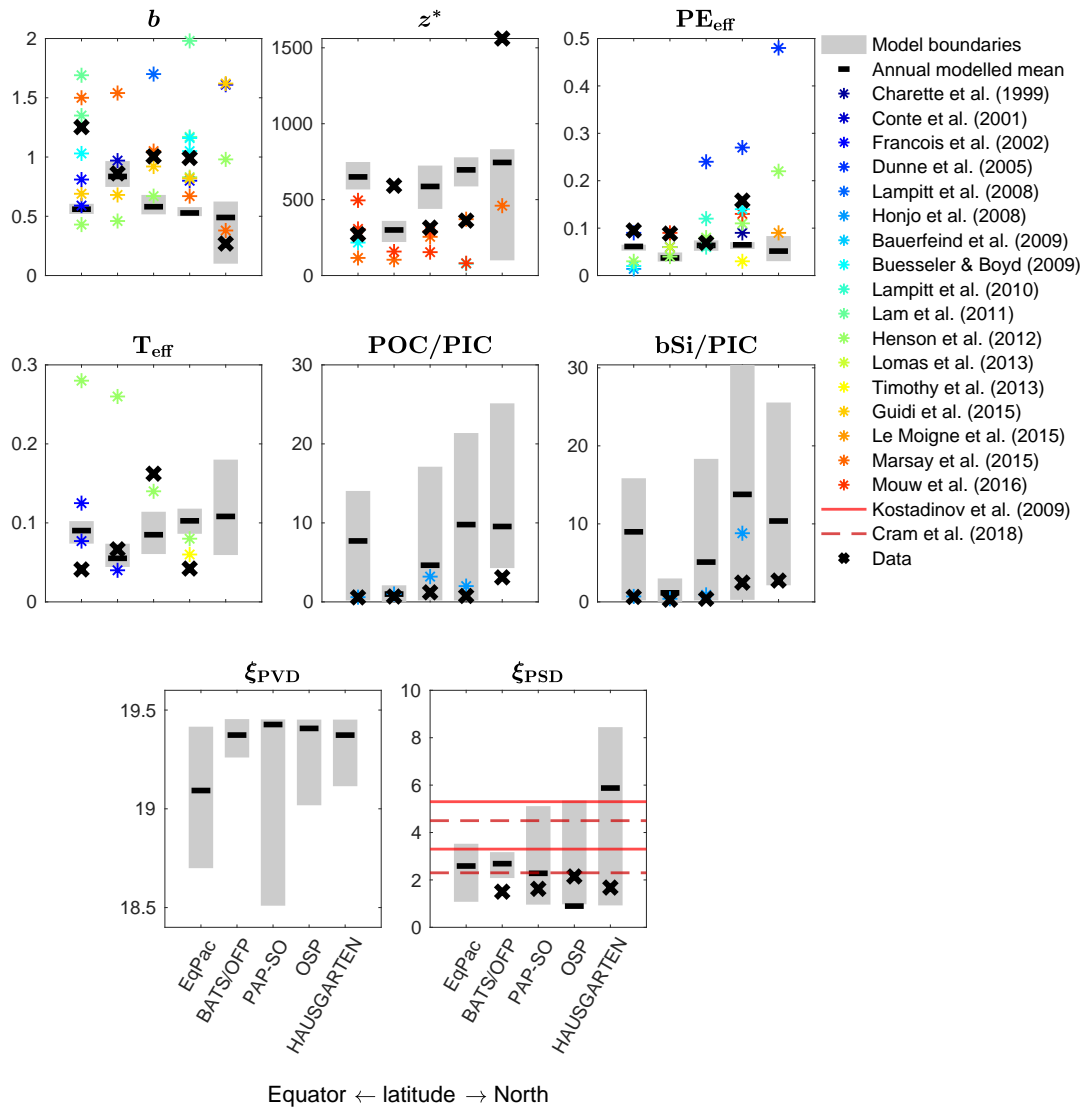 b
z*
PE_eff
2
1.5
1
0.5
0
1500
1000
500
0
0.5
0.4
0.3
0.2
0.1
0
Model boundaries
Annual modelled mean
Charette et al. (1999)
Conte et al. (2001)
Francois et al. (2002)
Dunne et al. (2005)
Lampitt et al. (2008)
Honjo et al. (2008)
Bauerfeind et al. (2009)
Buesseler & Boyd (2009)
Lampitt et al. (2010)
Lam et al. (2011)
Henson et al. (2012)
Lomas et al. (2013)
Timothy et al. (2013)
Guidi et al. (2015)
Le Moigne et al. (2015)
Marsay et al. (2015)
Mouw et al. (2016)
Kostadinov et al. (2009)
Cram et al. (2018)
Data
T_eff
POC/PIC
bSi/PIC
0.3
0.2
0.1
0
30
20
10
0
30
20
10
0
ξ_PVD
ξ_PSD
19.5
19
18.5
10
8
6
4
2
0
EqPac
BATS/OFP
PAP-SO
OSP
HAUSGARTEN
EqPac
BATS/OFP
PAP-SO
OSP
HAUSGARTEN
Equator ← latitude → North